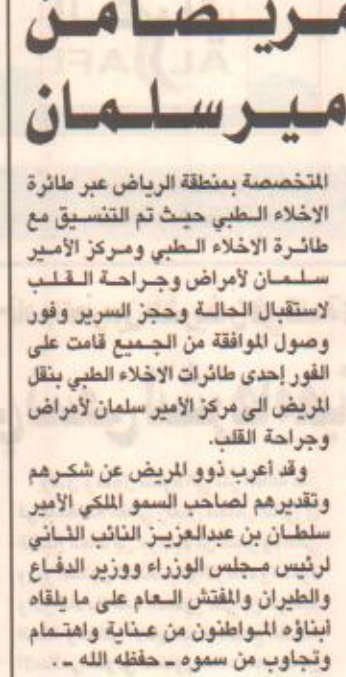 مريضا من
مير سلمان
المتخصصة بمنطقة الرياض عبر طائرة
الاخلاء الطبي حيث تم التنسيق مع
طائرة الاخلاء الطبي ومركز الأمير
سلمان لأمراض وجراحة القلب
لاستقبال الحالة وحجز السرير وفور
وصول الموافقة من الجميع قامت على
الفور إحدى طائرات الاخلاء الطبي بنقل
المريض الى مركز الأمير سلمان لأمراض
وجراحة القلب.
وقد أعرب ذوو المريض عن شكرهم
وتقديرهم لصاحب السمو الملكي الأمير
سلطان بن عبدالعزيز النائب الثاني
لرئيس مجلس الوزراء ووزير الدفاع
والطيران والمفتش العام على ما يلقاه
أبناؤه المواطنون من عناية واهتمام
وتجاوب من سموه ـ حفظه الله ـ .